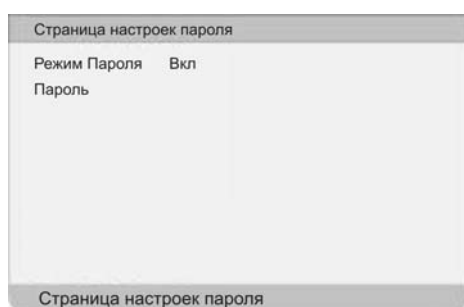 Страница настроек пароля
Режим Пароля Вкл
Пароль
Страница настроек пароля